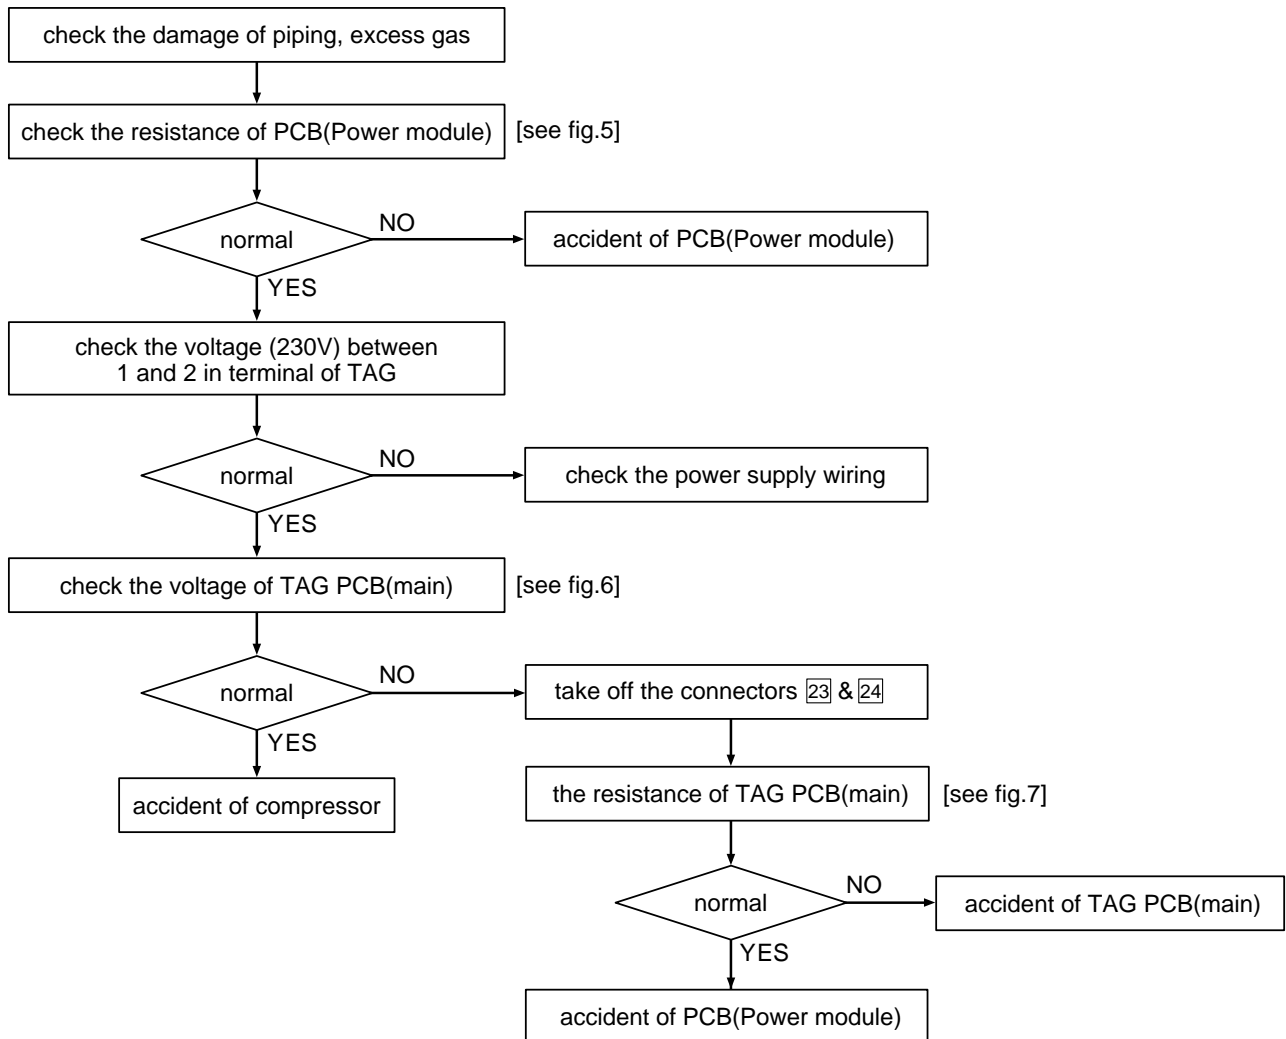 check the damage of piping, excess gas
check the resistance of PCB(Power module)
[see fig.5]
normal
NO
accident of PCB(Power module)
YES
check the voltage (230V) between
1 and 2 in terminal of TAG
normal
NO
check the power supply wiring
YES
check the voltage of TAG PCB(main)
[see fig.6]
normal
NO
take off the connectors 23 & 24
YES
accident of compressor
the resistance of TAG PCB(main)
[see fig.7]
normal
NO
accident of TAG PCB(main)
YES
accident of PCB(Power module)